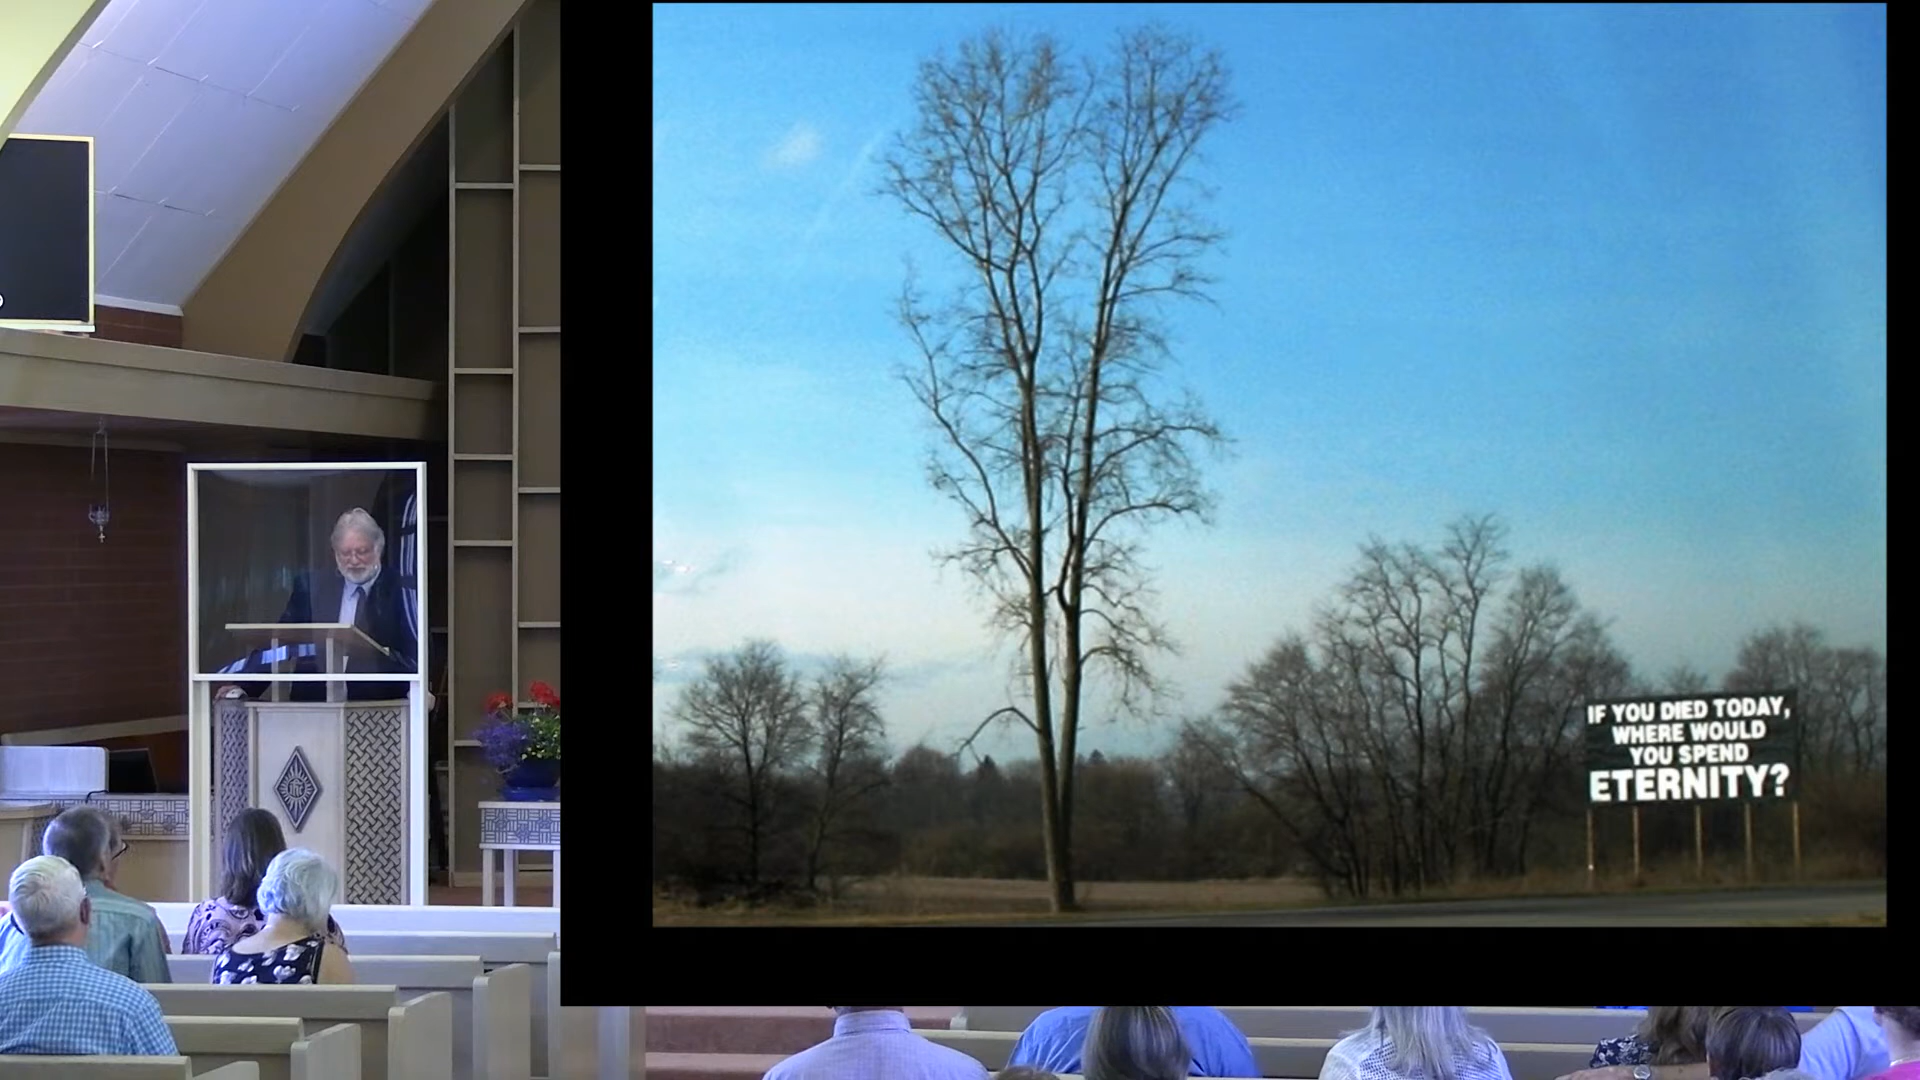 IF YOU DIED TODAY,
WHERE WOULD
YOU SPEND
ETERNITY?